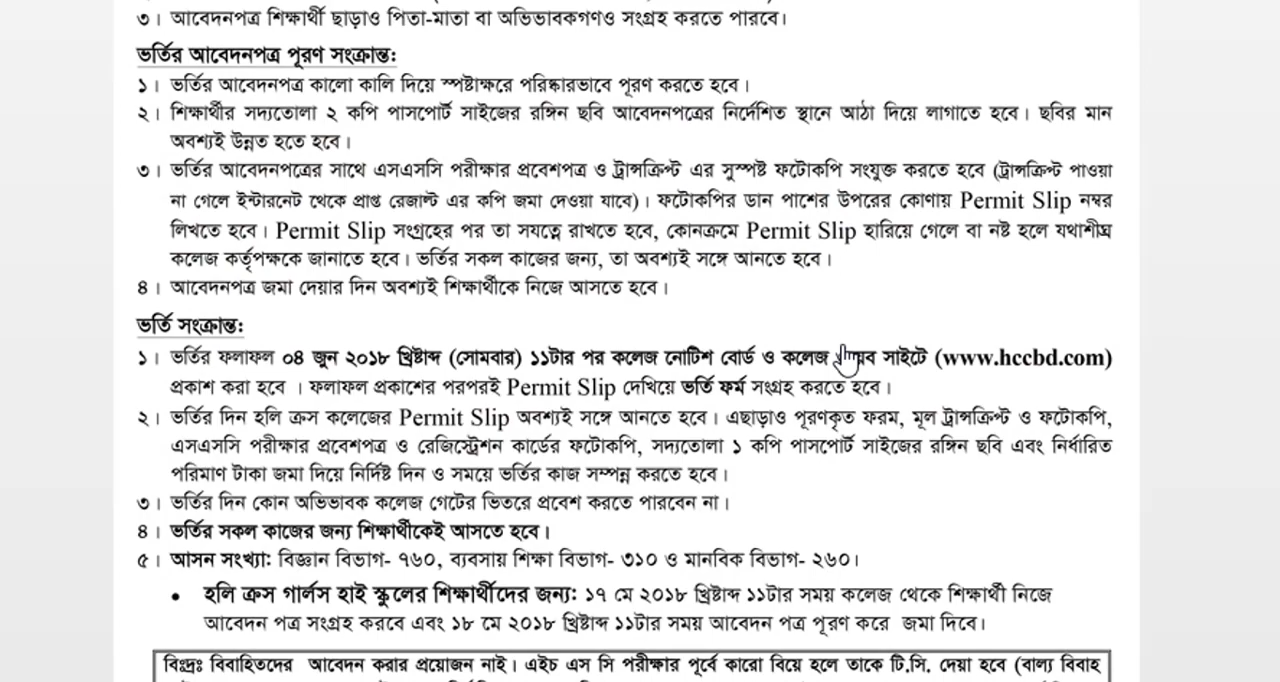 ৩। আবেদনপত্র শিক্ষার্থী ছাড়াও পিতা-মাতা বা অভিভাবকগণও সংগ্রহ করতে পারবে।
ভর্তির আবেদনপত্র পূরণ সংক্রান্ত:
১। ভর্তির আবেদনপত্র কালো কালি দিয়ে স্পষ্টাক্ষরে পরিষ্কারভাবে পূরণ করতে হবে।
২। শিক্ষার্থীর সদ্যতোলা ২ কপি পাসপোর্ট সাইজের রঙ্গিন ছবি আবেদনপত্রের নির্দেশিত স্থানে আঠা দিয়ে লাগাতে হবে। ছবির মান
অবশ্যই উন্নত হতে হবে।
৩। ভর্তির আবেদনপত্রের সাথে এসএসসি পরীক্ষার প্রবেশপত্র ও ট্রান্সক্রিপ্ট এর সুস্পষ্ট ফটোকপি সংযুক্ত করতে হবে (ট্রান্সক্রিপ্ট পাওয়া
না গেলে ইন্টারনেট থেকে প্রাপ্ত রেজাল্ট এর কপি জমা দেওয়া যাবে)। ফটোকপির ডান পাশের উপরের কোণায় Permit Slip নম্বর
লিখতে হবে। Permit Slip সংগ্রহের পর তা সযত্নে রাখতে হবে, কোনক্রমে Permit Slip হারিয়ে গেলে বা নষ্ট হলে যথাশীঘ্র
কলেজ কর্তৃপক্ষকে জানাতে হবে। ভর্তির সকল কাজের জন্য, তা অবশ্যই সঙ্গে আনতে হবে।
৪। আবেদনপত্র জমা দেয়ার দিন অবশ্যই শিক্ষার্থীকে নিজে আসতে হবে।
ভর্তি সংক্রান্ত:
১। ভর্তির ফলাফল ০৪ জুন ২০১৮ খ্রিষ্টাব্দ (সোমবার) ১১টার পর কলেজ নোটিশ বোর্ড ও কলেজ সাইটে (www.hccbd.com)
প্রকাশ করা হবে । ফলাফল প্রকাশের পরপরই Permit Slip দেখিয়ে ভর্তি ফর্ম সংগ্রহ করতে হবে।
২। ভর্তির দিন হলি ক্রস কলেজের Permit Slip অবশ্যই সঙ্গে আনতে হবে। এছাড়াও পূরণকৃত ফরম, মূল ট্রান্সক্রিপ্ট ও ফটোকপি,
এসএসসি পরীক্ষার প্রবেশপত্র ও রেজিস্ট্রেশন কার্ডের ফটোকপি, সদ্যতোলা ১ কপি পাসপোর্ট সাইজের রঙ্গিন ছবি এবং নির্ধারিত
পরিমাণ টাকা জমা দিয়ে নির্দিষ্ট দিন ও সময়ে ভর্তির কাজ সম্পন্ন করতে হবে।
৩। ভর্তির দিন কোন অভিভাবক কলেজ গেটের ভিতরে প্রবেশ করতে পারবেন না।
৪। ভর্তির সকল কাজের জন্য শিক্ষার্থীকেই আসতে হবে।
৫। আসন সংখ্যা: বিজ্ঞান বিভাগ- ৭৬০, ব্যবসায় শিক্ষা বিভাগ- ৩১০ ও মানবিক বিভাগ- ২৬০।
• হলি ক্রস গার্লস হাই স্কুলের শিক্ষার্থীদের জন্য: ১৭ মে ২০১৮ খ্রিষ্টাব্দ ১১টার সময় কলেজ থেকে শিক্ষার্থী নিজে
আবেদন পত্র সংগ্রহ করবে এবং ১৮ মে ২০১৮ খ্রিষ্টাব্দ ১১টার সময় আবেদন পত্র পূরণ করে জমা দিবে।
বিঃদ্রঃ বিবাহিতদের আবেদন করার প্রয়োজন নাই। এইচ এস সি পরীক্ষার পূর্বে কারো বিয়ে হলে তাকে টি.সি. দেয়া হবে (বাল্য বিবাহ